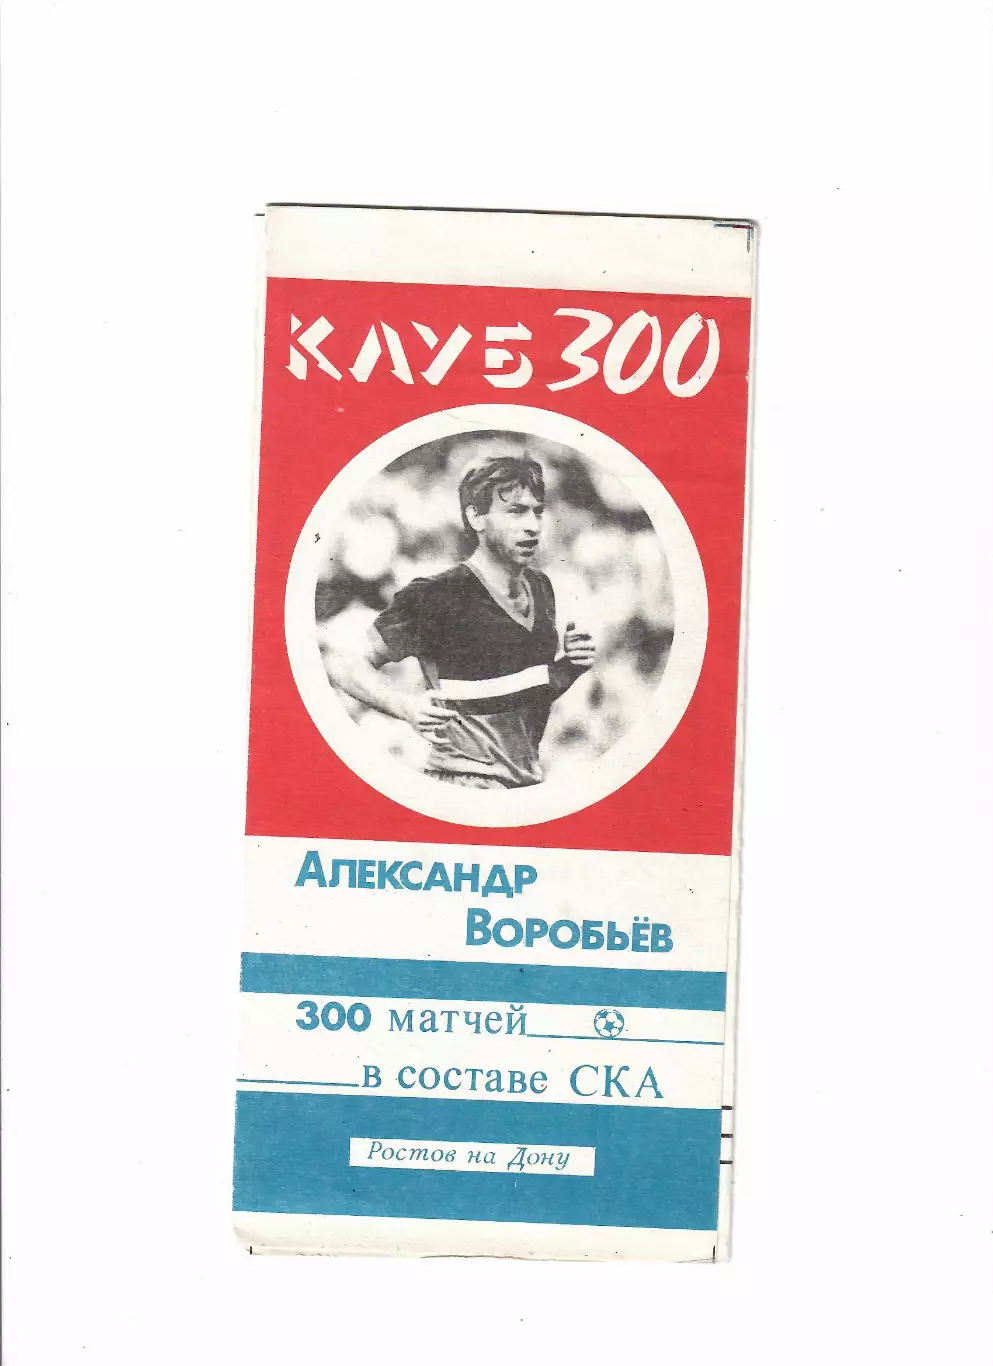 КЛУБ 300
АЛЕКСАНДР
ВОРОБЬЁВ
300 матчей
в составе СКА
Ростов на Дону